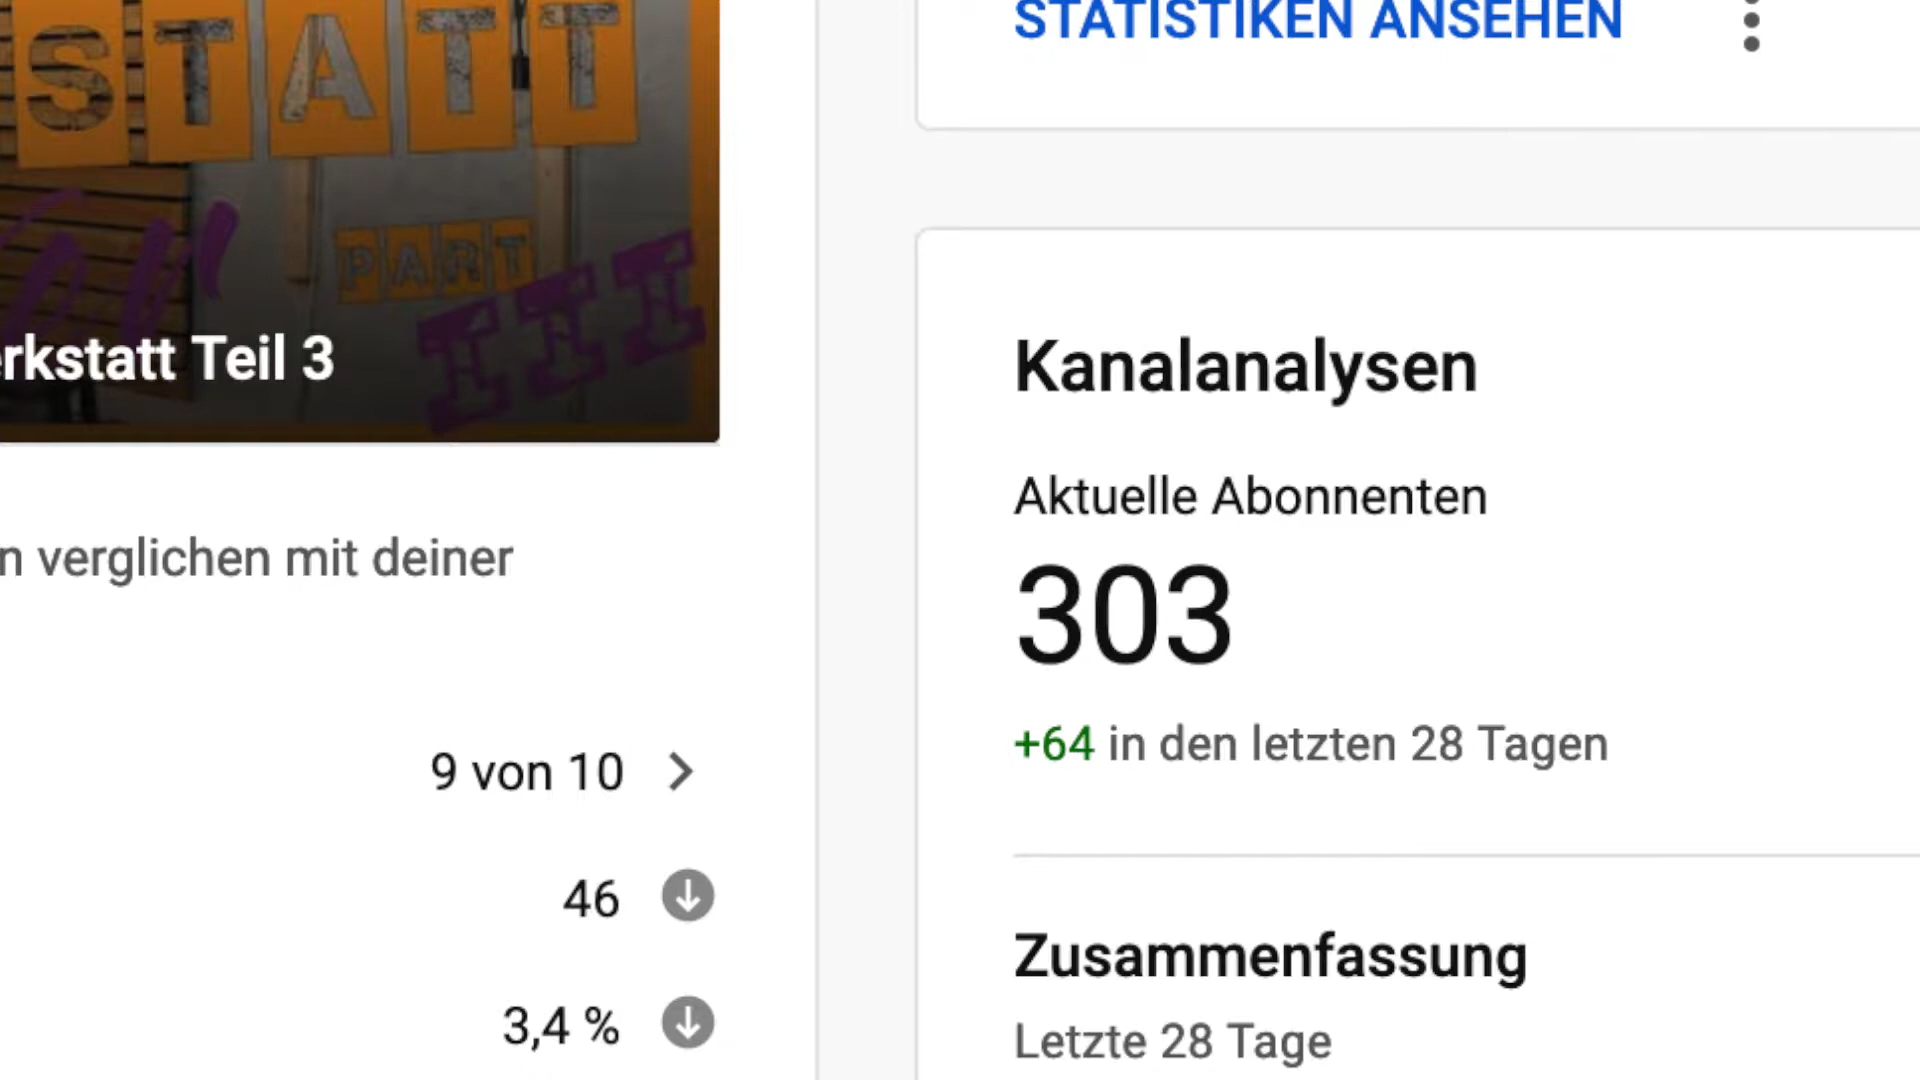 STATT
PART
III
erkstatt Teil 3
n verglichen mit deiner
9 von 10
46
3,4 %
STATISTIKEN ANSEHEN
Kanalanalysen
Aktuelle Abonnenten
303
+64 in den letzten 28 Tagen
Zusammenfassung
Letzte 28 Tage